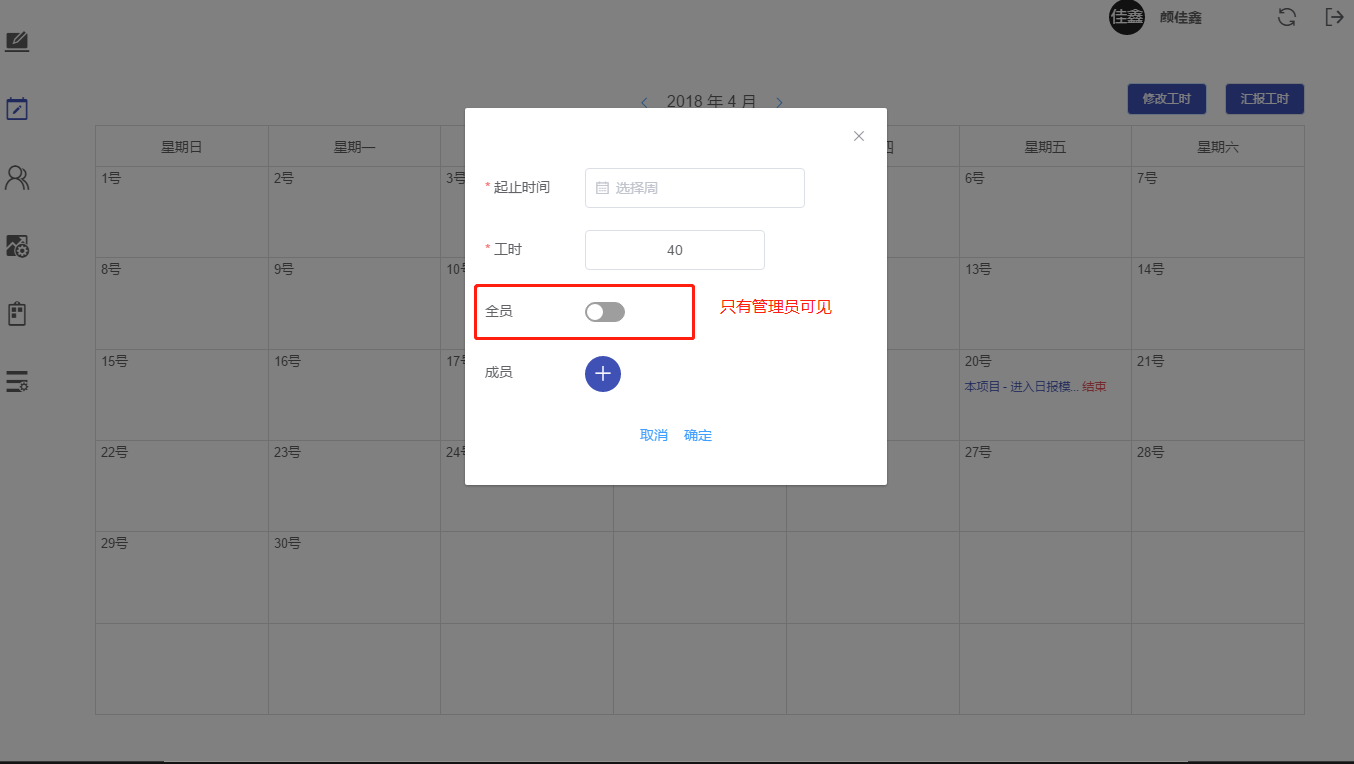 佳鑫 颜佳鑫
2018 年 4 月
修改工时 汇报工时
星期日 星期一 四 星期五 星期六
1号 2号 3号 6号 7号
* 起止时间 选择周
* 工时 40
8号 9号 10号 13号 14号
全员 只有管理员可见
15号 16号 17号 20号 21号
成员
本项目 - 进入日报模... 结束
取消 确定
22号 23号 24号 27号 28号
29号 30号